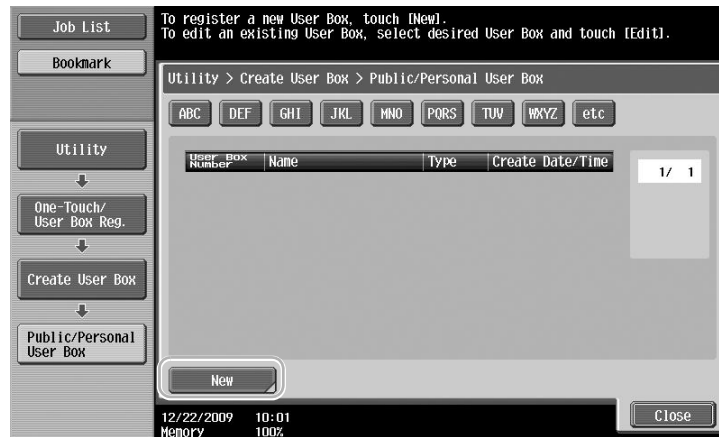 Job List
Bookmark
To register a new User Box, touch [New].
To edit an existing User Box, select desired User Box and touch [Edit].
Utility > Create User Box > Public/Personal User Box
ABC DEF GHI JKL MNO PQRS TUV WXYZ etc
Utility
One-Touch/
User Box Reg.
Create User Box
Public/Personal
User Box
User Box
Number Name Type Create Date/Time
1/ 1
New
Close
12/22/2009 10:01
Memory 100%